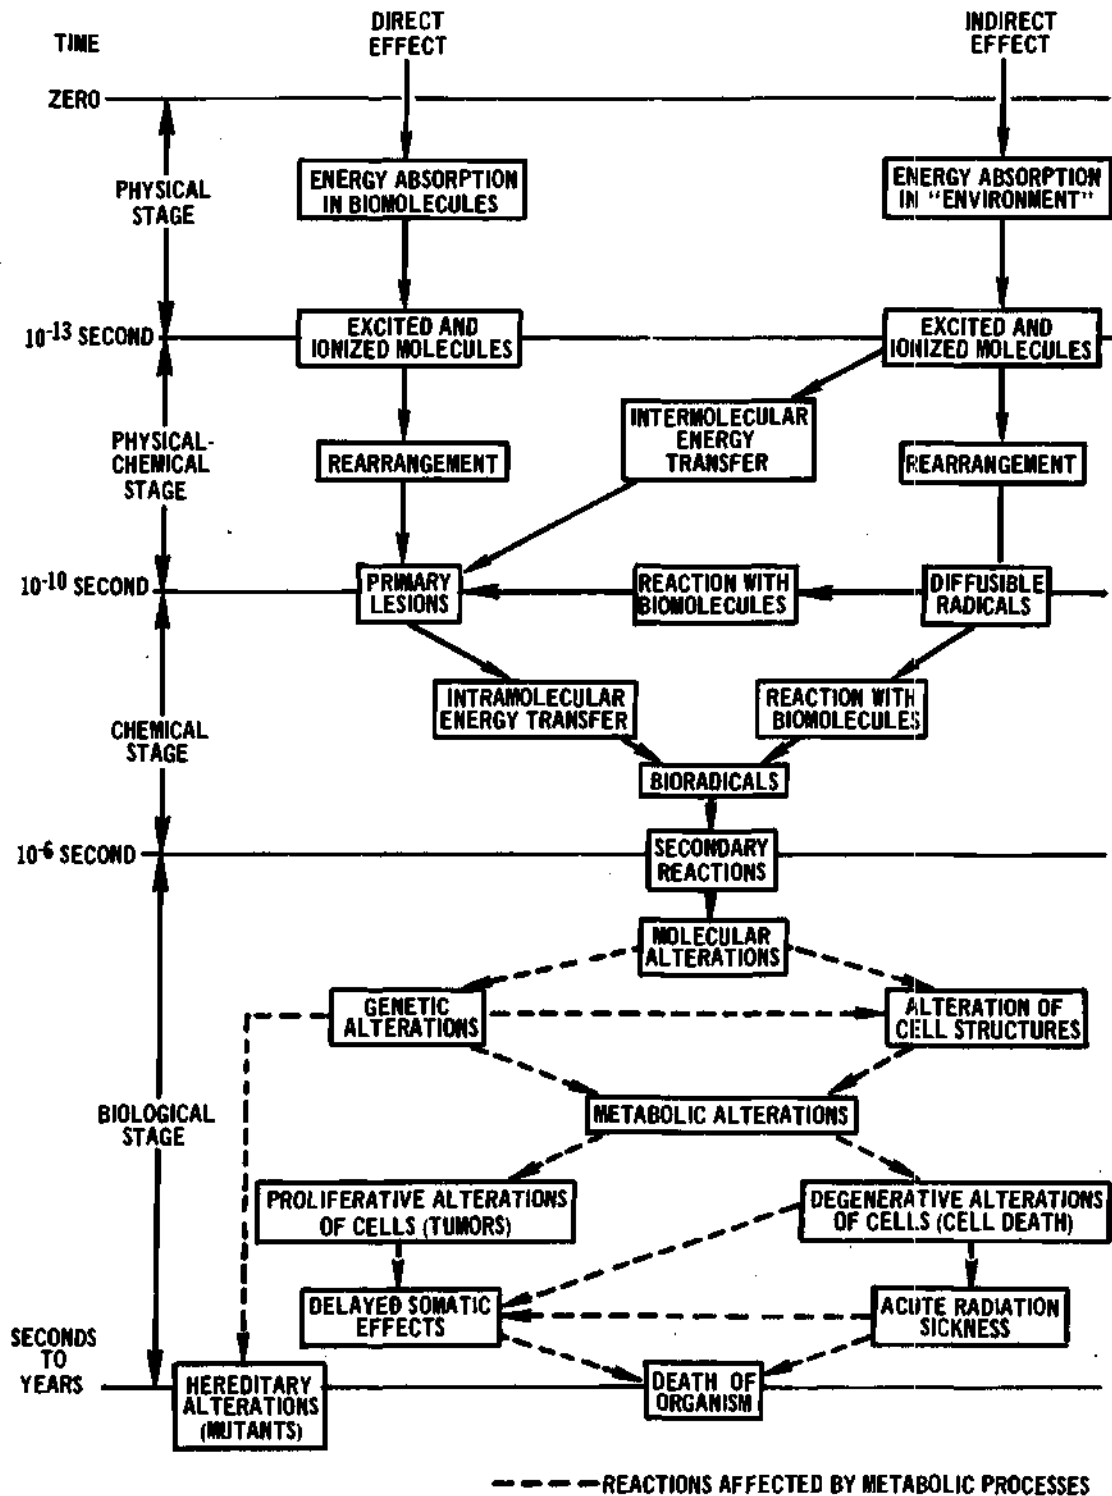 TIME
DIRECT
EFFECT
INDIRECT
EFFECT
ZERO
PHYSICAL
STAGE
ENERGY ABSORPTION
IN BIOMOLECULES
ENERGY ABSORPTION
IN "ENVIRONMENT"
10-13 SECOND
EXCITED AND
IONIZED MOLECULES
EXCITED AND
IONIZED MOLECULES
PHYSICAL-
CHEMICAL
STAGE
REARRANGEMENT
INTERMOLECULAR
ENERGY
TRANSFER
REARRANGEMENT
10-10 SECOND
PRIMARY
LESIONS
REACTION WITH
BIOMOLECULES
DIFFUSIBLE
RADICALS
CHEMICAL
STAGE
INTRAMOLECULAR
ENERGY TRANSFER
REACTION WITH
BIOMOLECULES
BIORADICALS
10-6 SECOND
SECONDARY
REACTIONS
MOLECULAR
ALTERATIONS
GENETIC
ALTERATIONS
ALTERATION OF
CELL STRUCTURES
BIOLOGICAL
STAGE
METABOLIC ALTERATIONS
PROLIFERATIVE ALTERATIONS
OF CELLS (TUMORS)
DEGENERATIVE ALTERATIONS
OF CELLS (CELL DEATH)
DELAYED SOMATIC
EFFECTS
ACUTE RADIATION
SICKNESS
SECONDS
TO
YEARS
HEREDITARY
ALTERATIONS
(MUTANTS)
DEATH OF
ORGANISM
REACTIONS AFFECTED BY METABOLIC PROCESSES